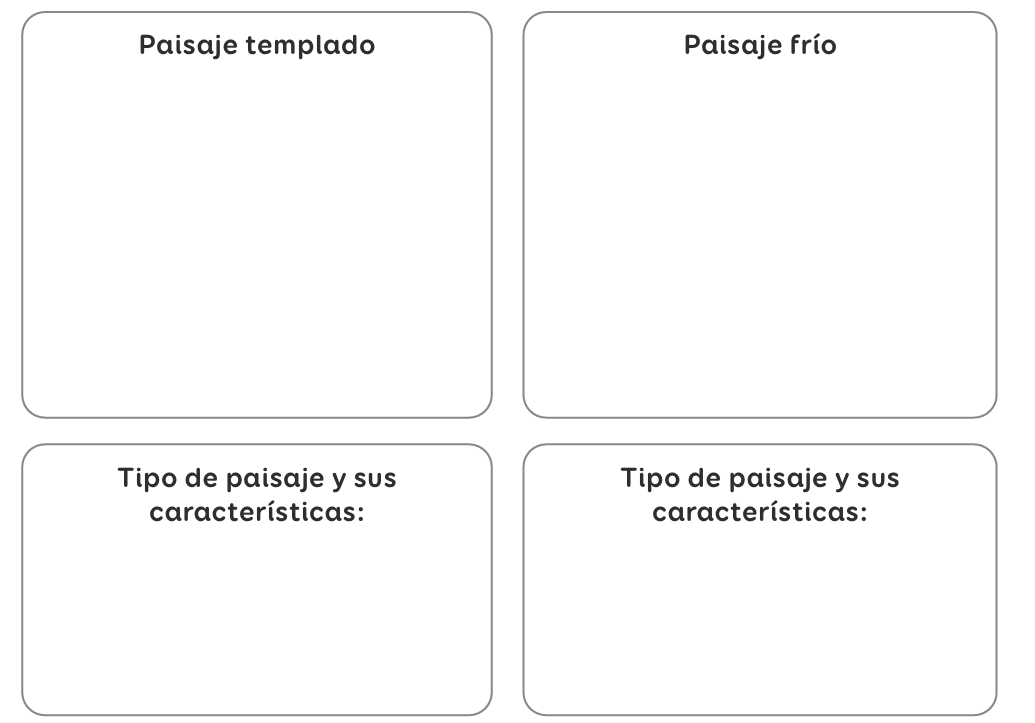 Paisaje templado
Paisaje frío
Tipo de paisaje y sus
características:
Tipo de paisaje y sus
características: